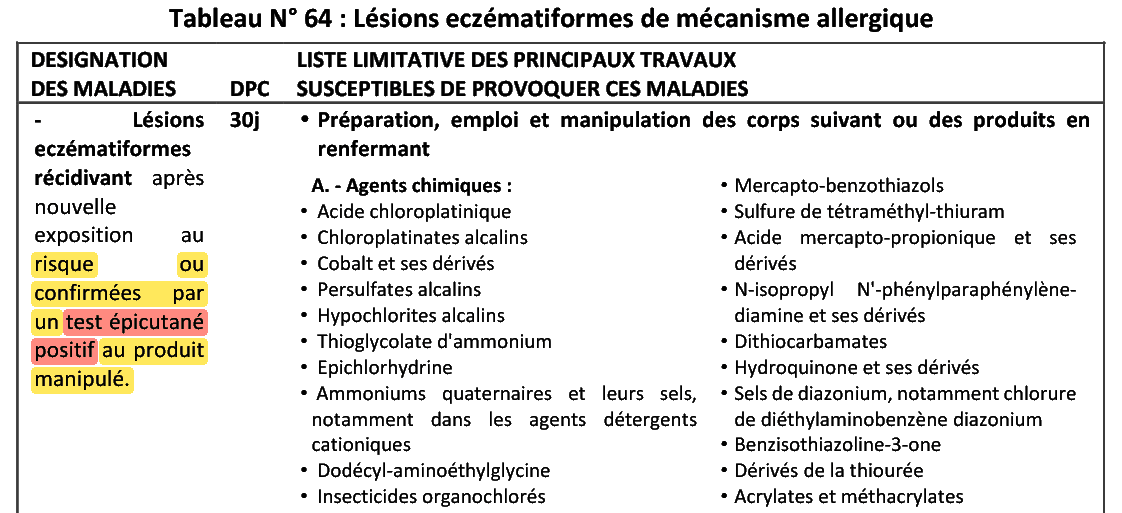 Tableau N° 64 : Lésions eczématiformes de mécanisme allergique
DESIGNATION
DES MALADIES
DPC
LISTE LIMITATIVE DES PRINCIPAUX TRAVAUX
SUSCEPTIBLES DE PROVOQUER CES MALADIES
- Lésions
eczématiformes
récidivant après
nouvelle
exposition au
risque ou
confirmées par
un test épicutané
positif au produit
manipulé.
30j
• Préparation, emploi et manipulation des corps suivant ou des produits en
renfermant
A. - Agents chimiques :
• Acide chloroplatinique
• Chloroplatinates alcalins
• Cobalt et ses dérivés
• Persulfates alcalins
• Hypochlorites alcalins
• Thioglycolate d'ammonium
• Epichlorhydrine
• Ammoniums quaternaires et leurs sels,
notamment dans les agents détergents
cationiques
• Dodécyl-aminoéthylglycine
• Insecticides organochlorés
• Mercapto-benzothiazols
• Sulfure de tétraméthyl-thiuram
• Acide mercapto-propionique et ses
dérivés
• N-isopropyl N'-phénylparaphénylène-
diamine et ses dérivés
• Dithiocarbamates
• Hydroquinone et ses dérivés
• Sels de diazonium, notamment chlorure
de diéthylaminobenzène diazonium
• Benzisothiazoline-3-one
• Dérivés de la thiourée
• Acrylates et méthacrylates